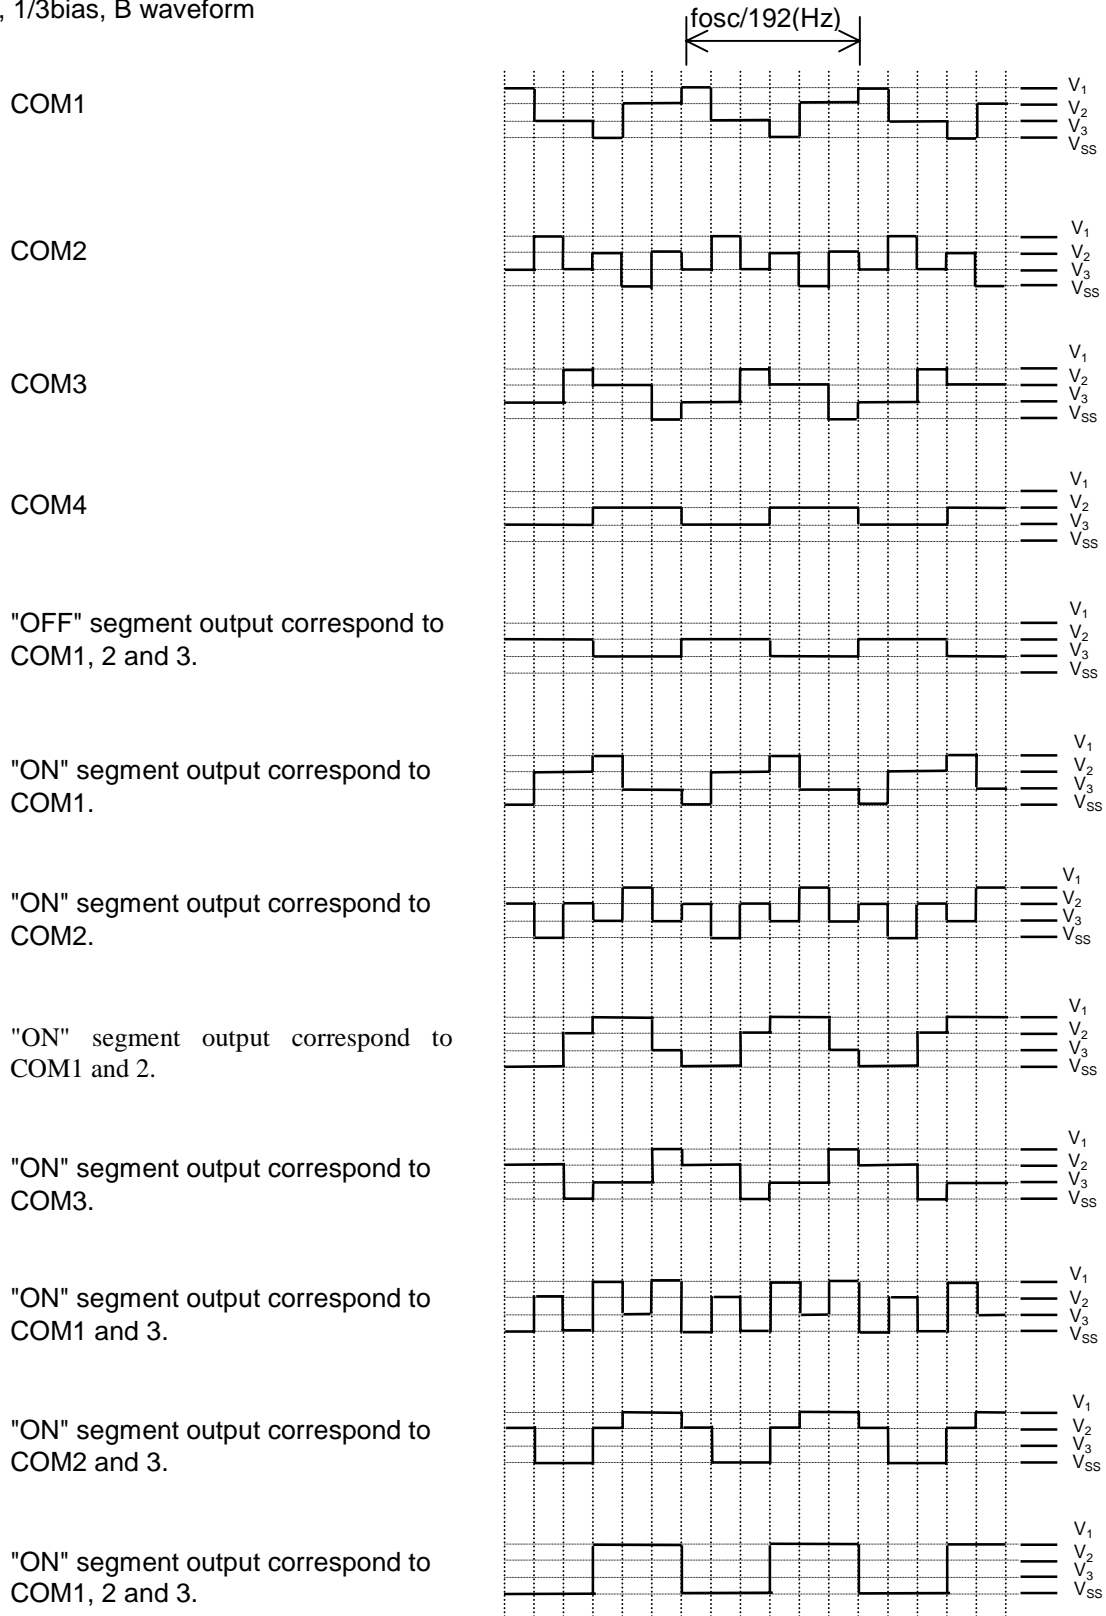 , 1/3bias, B waveform
fosc/192(Hz)
COM1
V1
V2
V3
VSS
COM2
V1
V2
V3
VSS
COM3
V1
V2
V3
VSS
COM4
V1
V2
V3
VSS
"OFF" segment output correspond to
COM1, 2 and 3.
V1
V2
V3
VSS
"ON" segment output correspond to
COM1.
V1
V2
V3
VSS
"ON" segment output correspond to
COM2.
V1
V2
V3
VSS
"ON" segment output correspond to
COM1 and 2.
V1
V2
V3
VSS
"ON" segment output correspond to
COM3.
V1
V2
V3
VSS
"ON" segment output correspond to
COM1 and 3.
V1
V2
V3
VSS
"ON" segment output correspond to
COM2 and 3.
V1
V2
V3
VSS
"ON" segment output correspond to
COM1, 2 and 3.
V1
V2
V3
VSS